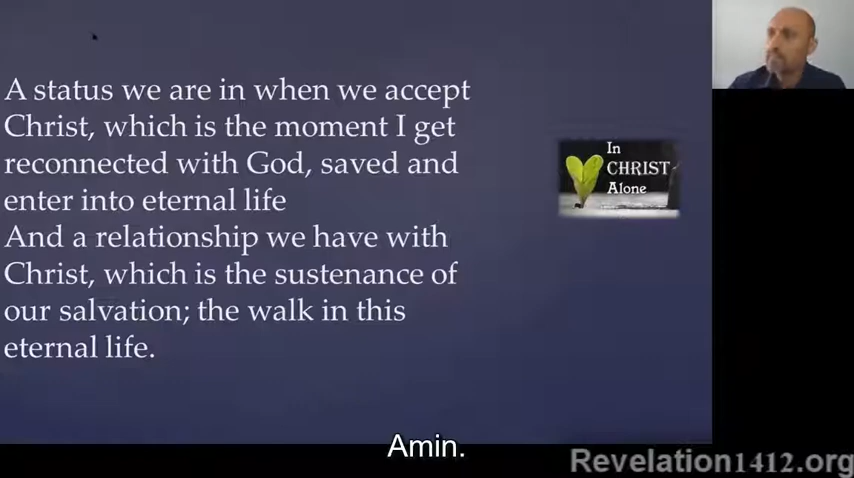 A status we are in when we accept
Christ, which is the moment I get
reconnected with God, saved and
enter into eternal life
And a relationship we have with
Christ, which is the sustenance of
our salvation; the walk in this
eternal life.
In
CHRIST
Alone
Amin.
Revelation1412.org